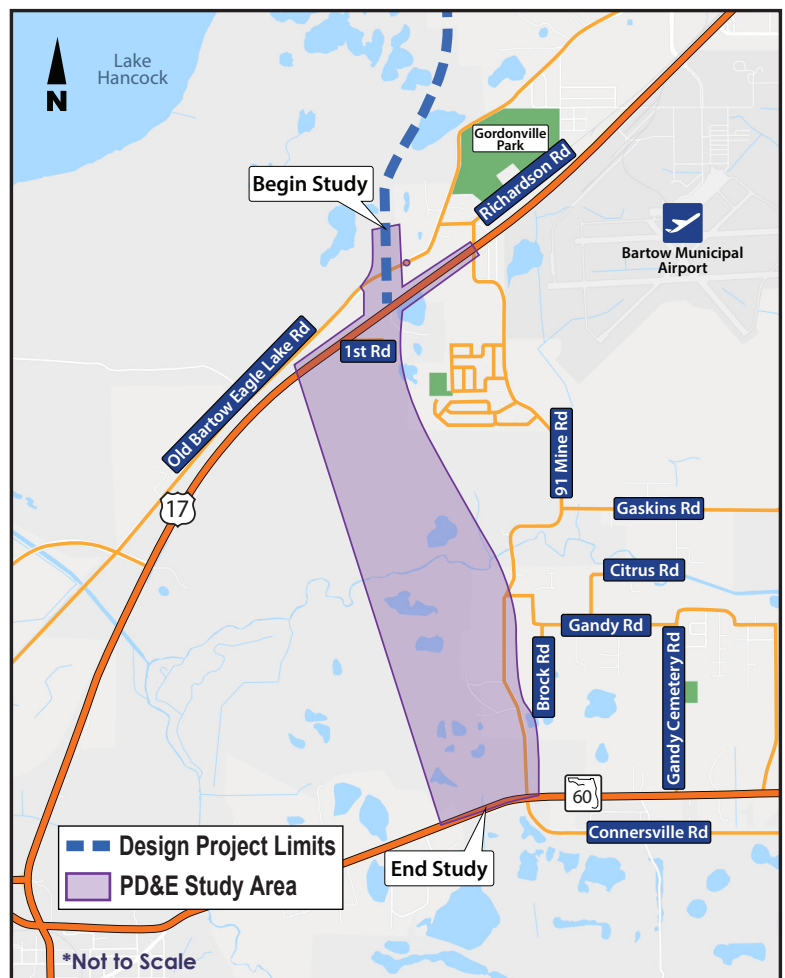 N
Lake
Hancock
Gordonville
Park
Begin Study
Richardson Rd
Bartow Municipal
Airport
Old Bartow Eagle Lake Rd
1st Rd
91 Mine Rd
17
Gaskins Rd
Citrus Rd
Gandy Rd
Brock Rd
Gandy Cemetery Rd
60
Connersville Rd
End Study
Design Project Limits
PD&E Study Area
*Not to Scale